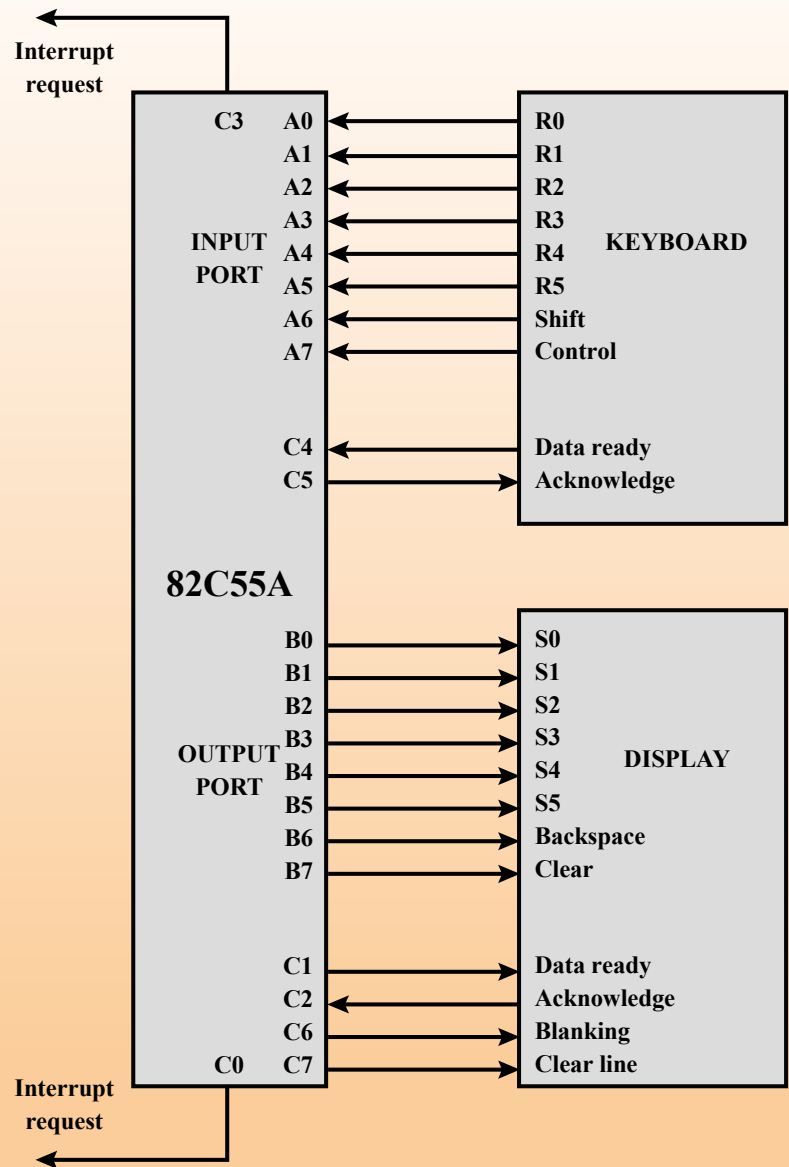 Interrupt
request
C3 A0 R0
A1 R1
A2 R2
A3 R3
INPUT
PORT
A4 R4
KEYBOARD
A5 R5
A6 Shift
A7 Control
C4 Data ready
C5 Acknowledge
82C55A
B0 S0
B1 S1
B2 S2
B3 S3
OUTPUT
PORT
B4 S4
DISPLAY
B5 S5
B6 Backspace
B7 Clear
C1 Data ready
C2 Acknowledge
C6 Blanking
C0 C7 Clear line
Interrupt
request